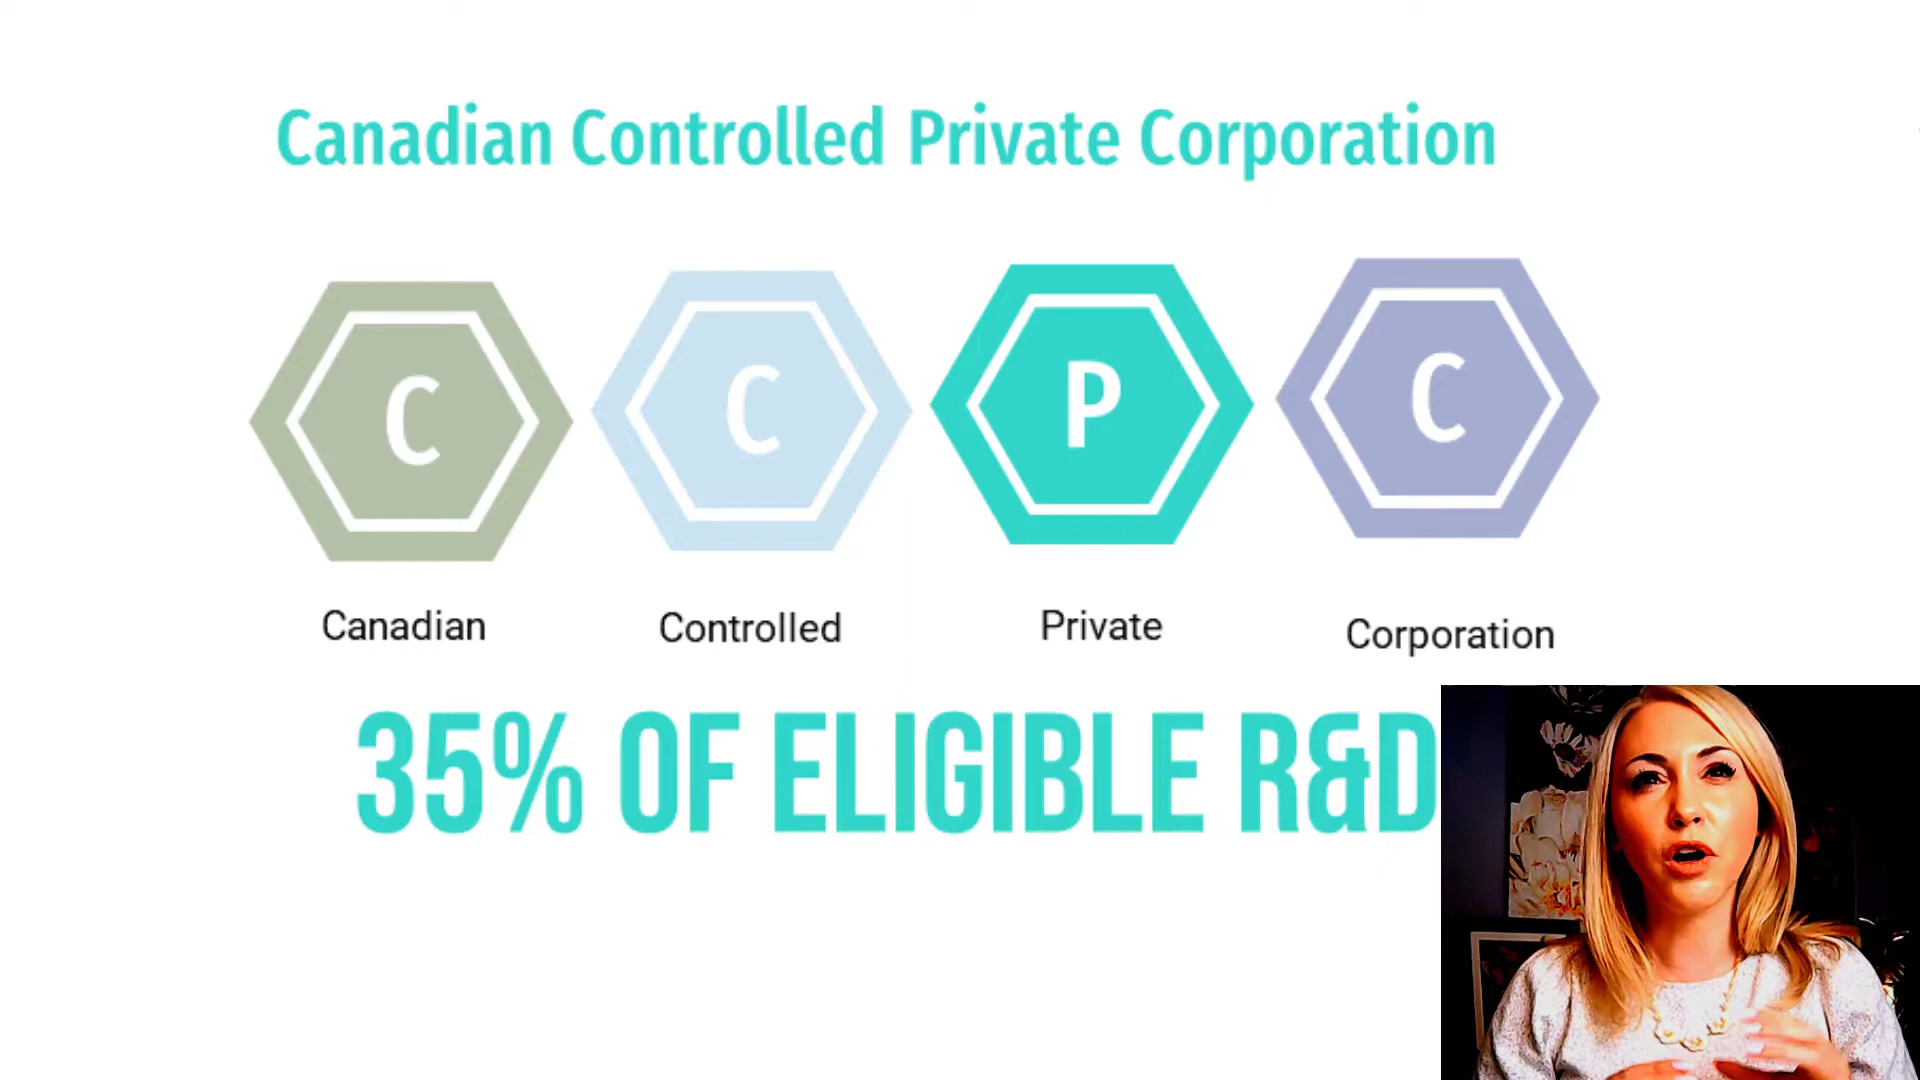 Canadian Controlled Private Corporation
C C P C
Canadian Controlled Private Corporation
35% OF ELIGIBLE R&D